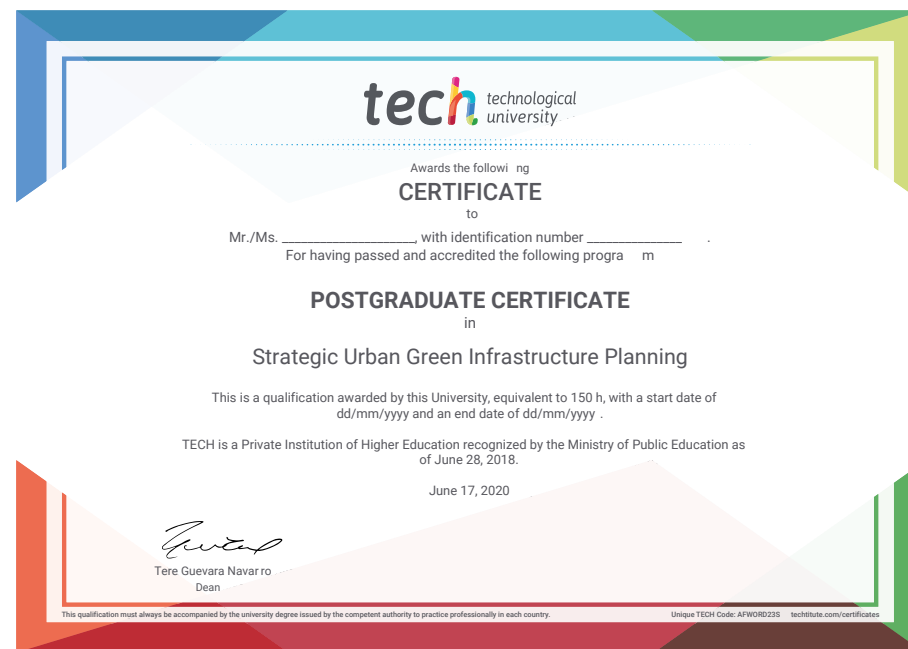 tech technological
university
Awards the followi ng
CERTIFICATE
to
Mr./Ms. _____________________, with identification number _______________ .
For having passed and accredited the following progra m
POSTGRADUATE CERTIFICATE
in
Strategic Urban Green Infrastructure Planning
This is a qualification awarded by this University, equivalent to 150 h, with a start date of
dd/mm/yyyy and an end date of dd/mm/yyyy .
TECH is a Private Institution of Higher Education recognized by the Ministry of Public Education as
of June 28, 2018.
June 17, 2020
Tere Guevara Navar ro
Dean
This qualification must always be accompanied by the university degree issued by the competent authority to practice professionally in each country.
Unique TECH Code: AFWORD23S techtitute.com/certificates